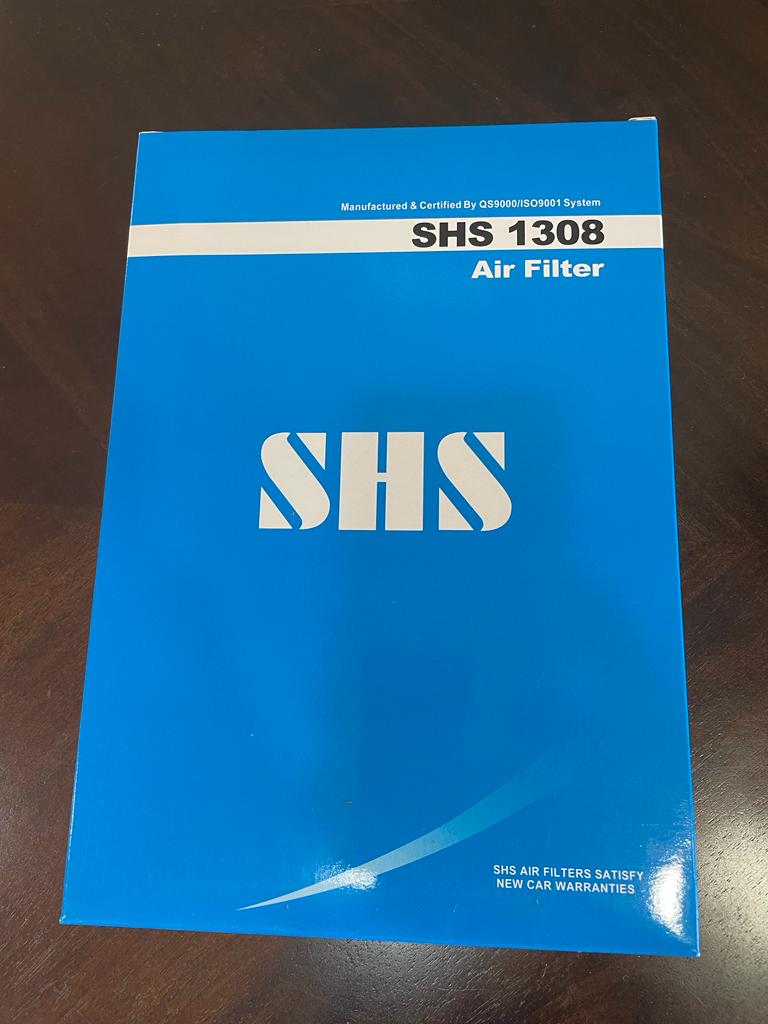 Manufactured & Certified By QS9000/ISO9001 System
SHS 1308
Air Filter
SHS
SHS AIR FILTERS SATISFY
NEW CAR WARRANTIES